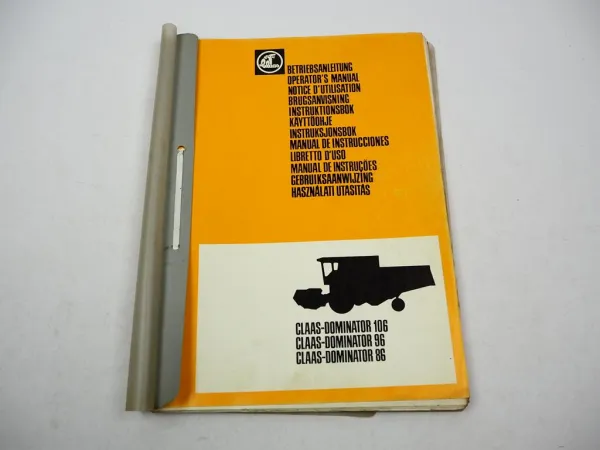 BETRIEBSANLEITUNG
OPERATOR'S MANUAL
NOTICE D'UTILISATION
BRUGSANVISNING
INSTRUKTIONSBOK
KÄYTTÖOHJE
INSTRUKSJONSBOK
MANUAL DE INSTRUCCIONES
LIBRETTO D'USO
MANUAL DE INSTRUÇÕES
GEBRUIKSAANWIJZING
HASZNÁLATI UTASITÁS
CLAAS-DOMINATOR 106
CLAAS-DOMINATOR 96
CLAAS-DOMINATOR 86